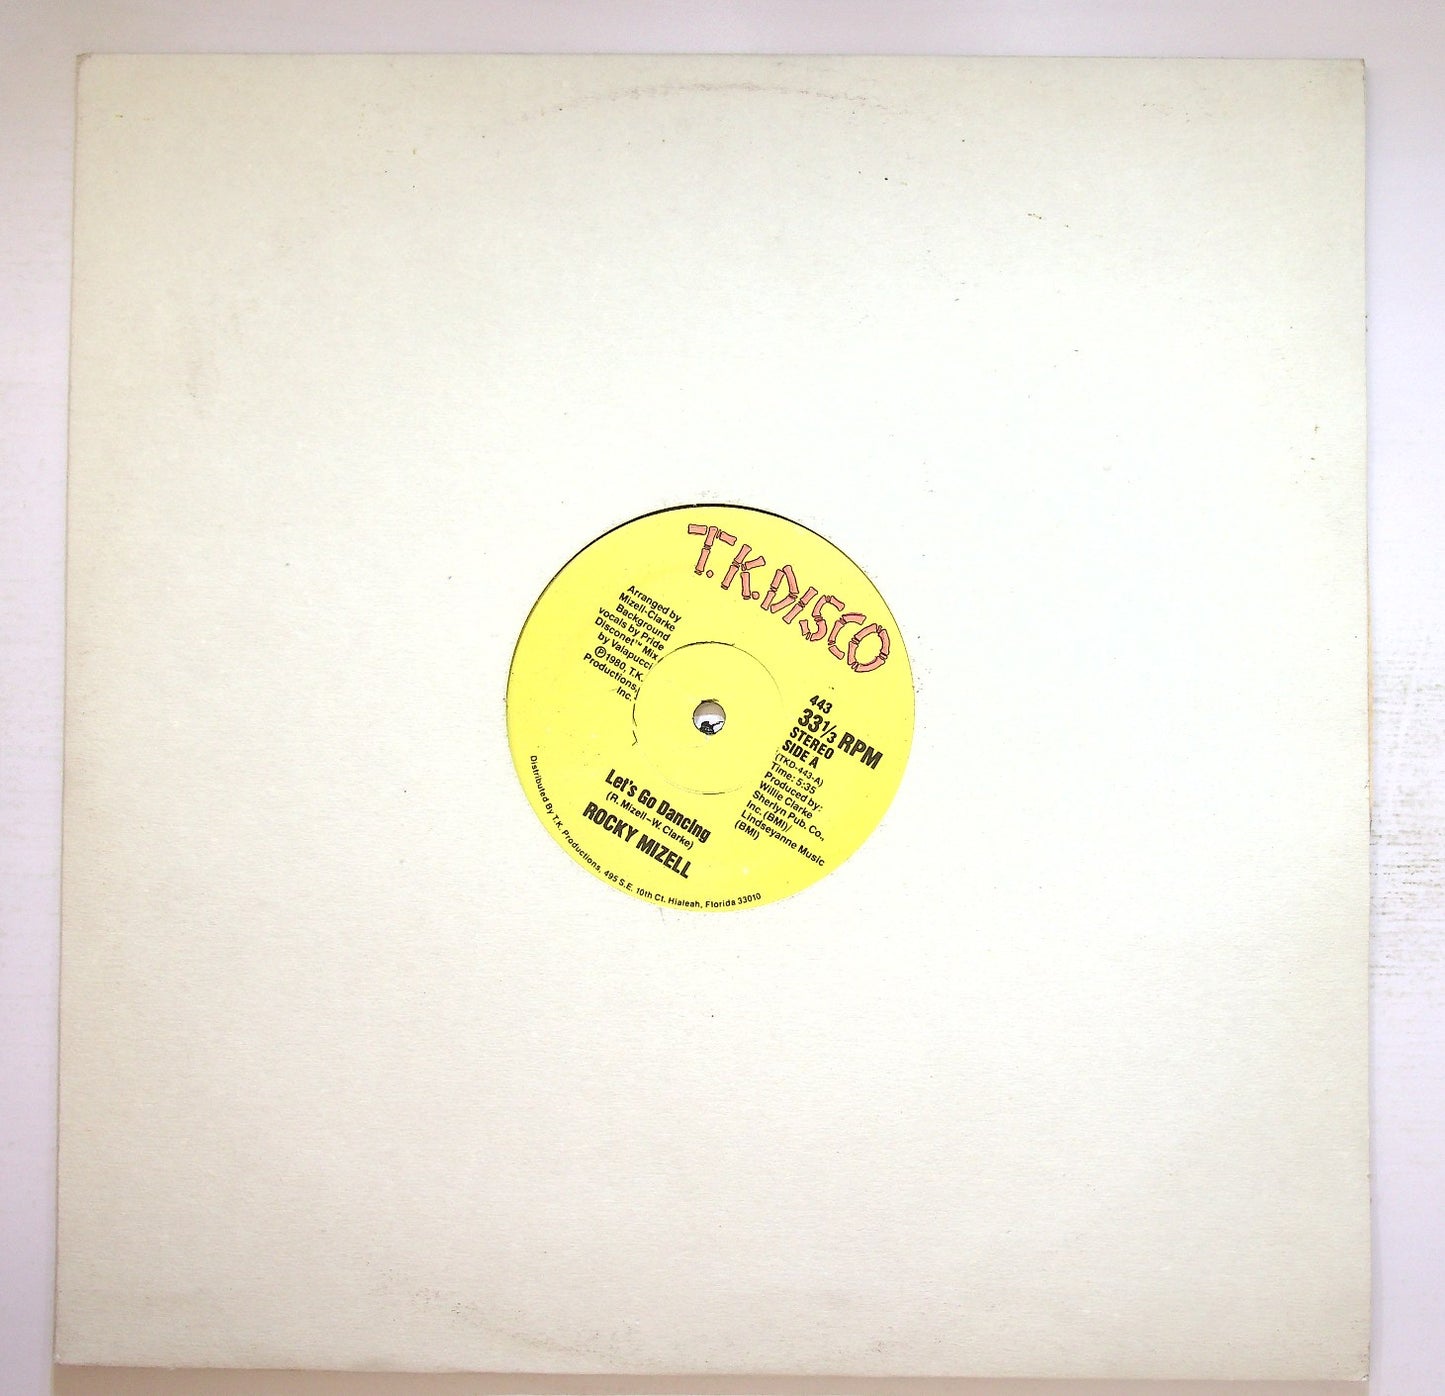 T.K. DISCO
Arranged by
Mizell-Clarke
Background
vocals by Pride
Disconet™ Mix
by Valapucci
Ⓟ1980, T.K.
Productions,
Inc.
443
33⅓ RPM
STEREO
SIDE A
(TKD-443-A)
Time: 5:35
Produced by:
Willie Clarke
Sherlyn Pub. Co.,
Inc. (BMI)/
Lindseyanne Music
(BMI)
Let's Go Dancing
(R. Mizell–W. Clarke)
ROCKY MIZELL
Distributed By T.K. Productions, 495 S.E. 10th Ct. Hialeah, Florida 33010